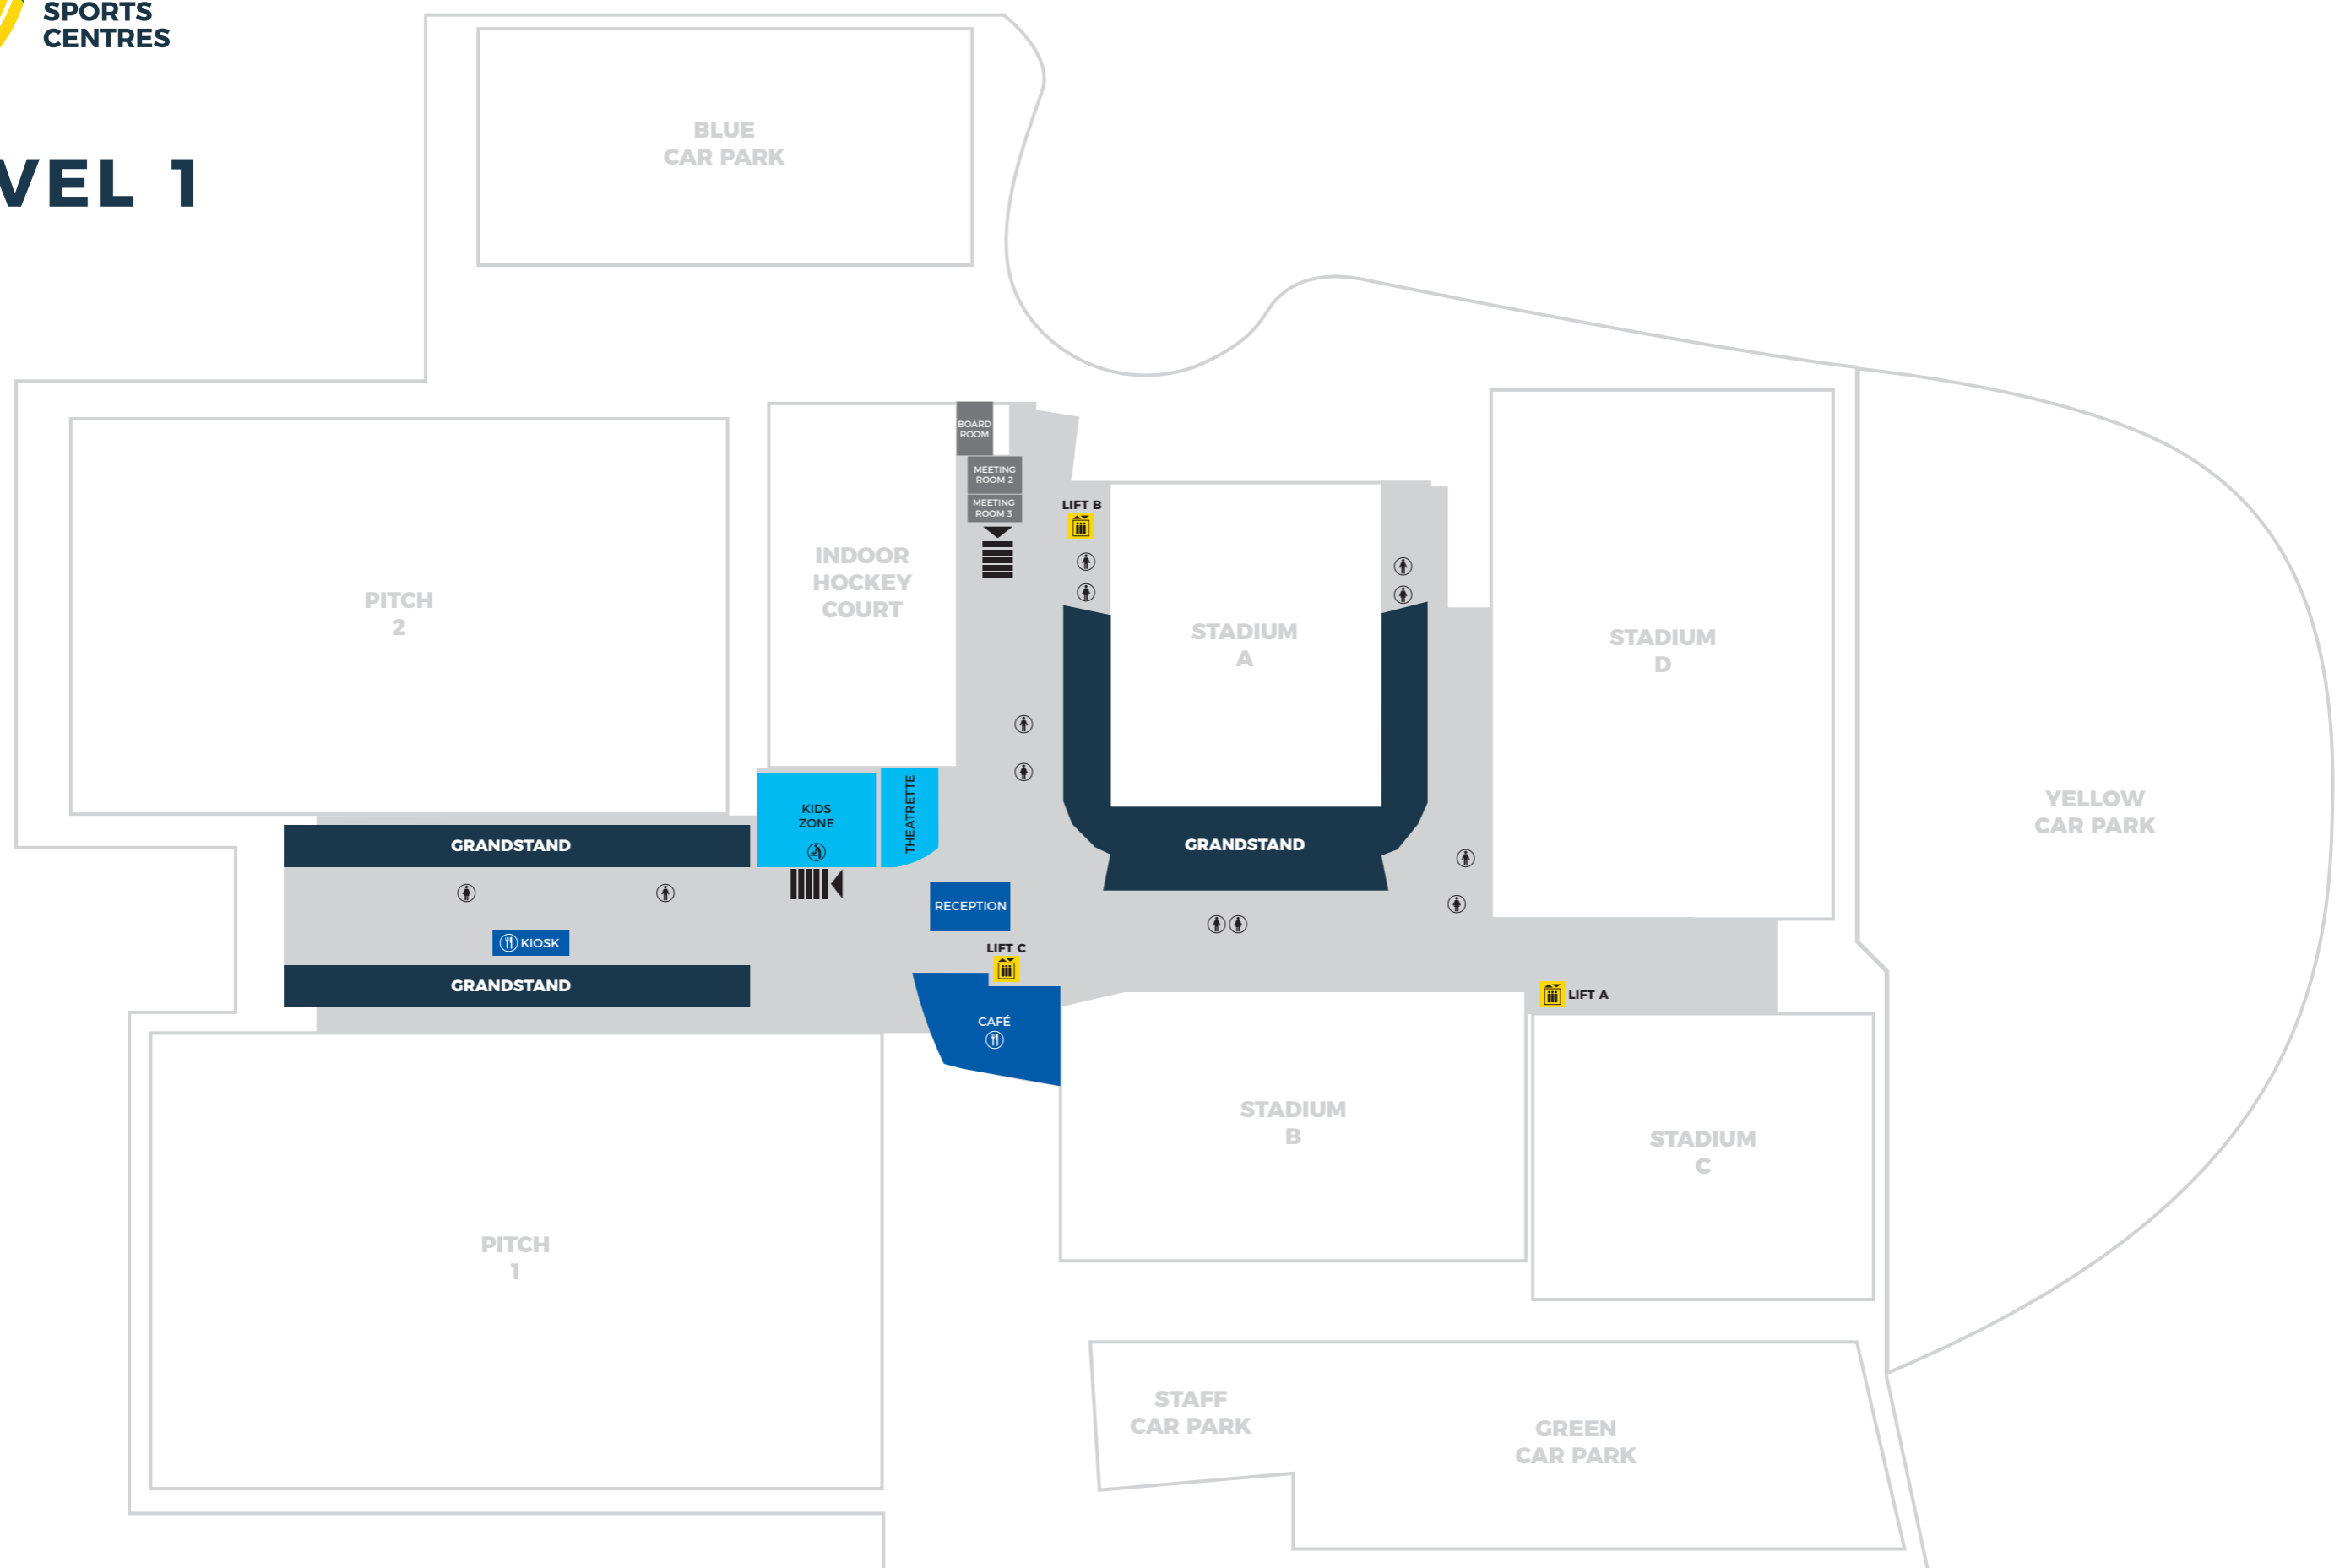 SPORTS
CENTRES
VEL 1
BLUE
CAR PARK
BOARD
ROOM
MEETING
ROOM 2
MEETING
ROOM 3
LIFT B
INDOOR
HOCKEY
COURT
PITCH
2
STADIUM
A
STADIUM
D
KIDS
ZONE
THEATRETTE
YELLOW
CAR PARK
GRANDSTAND
GRANDSTAND
RECEPTION
KIOSK
LIFT C
GRANDSTAND
LIFT A
CAFÉ
STADIUM
B
STADIUM
C
PITCH
1
STAFF
CAR PARK
GREEN
CAR PARK